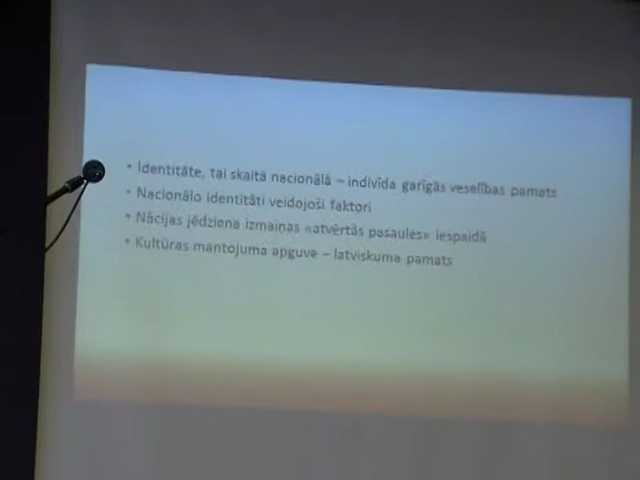 • Identitāte, tai skaitā nacionālā – indivīda garīgās veselības pamats
• Nacionālo identitāti veidojoši faktori
• Nācijas jēdziena izmaiņas «atvērtās pasaules» iespaidā
• Kultūras mantojuma apguve – latviskuma pamats